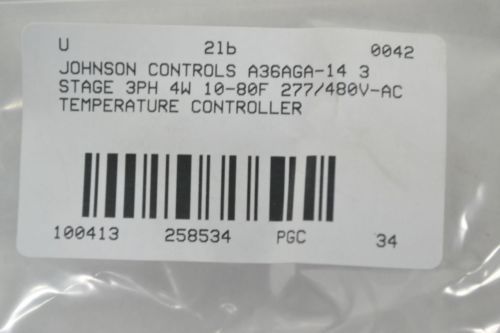 U 2lb 0042
JOHNSON CONTROLS A36AGA-14 3
STAGE 3PH 4W 10-80F 277/480V-AC
TEMPERATURE CONTROLLER
100413 258534 PGC 34